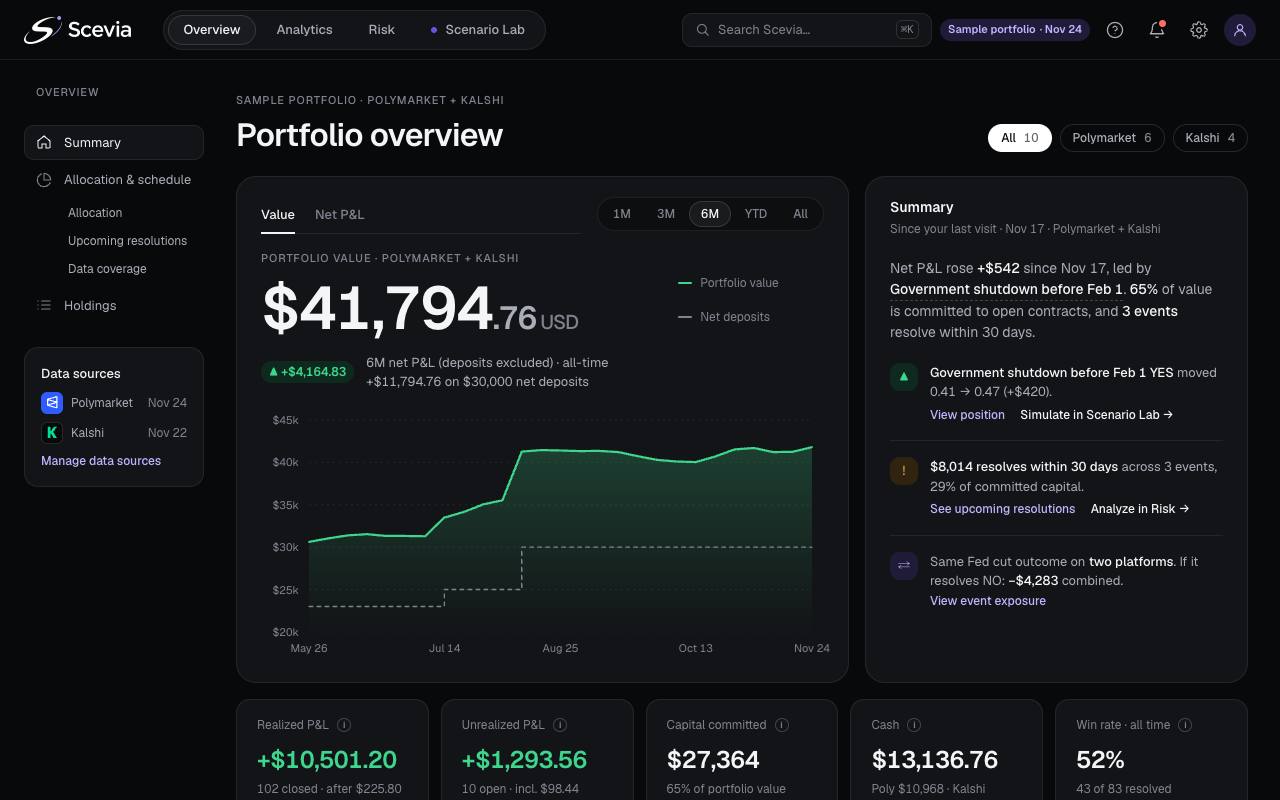 Scevia
Overview
Analytics
Risk
Scenario Lab
Search Scevia...
⌘K
Sample portfolio · Nov 24
OVERVIEW
Summary
Allocation & schedule
Allocation
Upcoming resolutions
Data coverage
Holdings
Data sources
Polymarket Nov 24
Kalshi Nov 22
Manage data sources
SAMPLE PORTFOLIO · POLYMARKET + KALSHI
Portfolio overview
All 10
Polymarket 6
Kalshi 4
Value
Net P&L
1M
3M
6M
YTD
All
PORTFOLIO VALUE · POLYMARKET + KALSHI
$41,794.76 USD
Portfolio value
Net deposits
▲ +$4,164.83
6M net P&L (deposits excluded) · all-time
+$11,794.76 on $30,000 net deposits
$45k
$40k
$35k
$30k
$25k
$20k
May 26
Jul 14
Aug 25
Oct 13
Nov 24
Summary
Since your last visit · Nov 17 · Polymarket + Kalshi
Net P&L rose +$542 since Nov 17, led by
Government shutdown before Feb 1. 65% of value
is committed to open contracts, and 3 events
resolve within 30 days.
Government shutdown before Feb 1 YES moved
0.41 → 0.47 (+$420).
View position
Simulate in Scenario Lab →
!
$8,014 resolves within 30 days across 3 events,
29% of committed capital.
See upcoming resolutions
Analyze in Risk →
Same Fed cut outcome on two platforms. If it
resolves NO: −$4,283 combined.
View event exposure
Realized P&L
+$10,501.20
102 closed · after $225.80
Unrealized P&L
+$1,293.56
10 open · incl. $98.44
Capital committed
$27,364
65% of portfolio value
Cash
$13,136.76
Poly $10,968 · Kalshi
Win rate · all time
52%
43 of 83 resolved